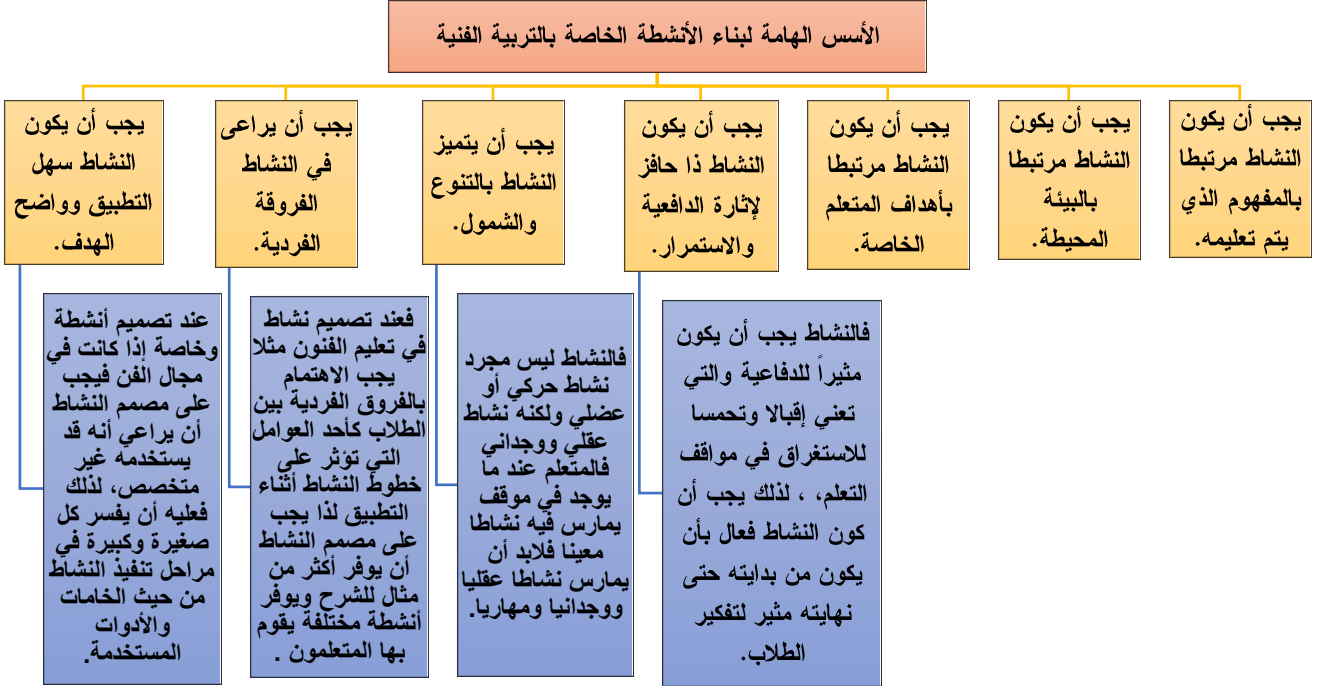 الأسس الهامة لبناء الأنشطة الخاصة بالتربية الفنية
يجب أن يكون
النشاط مرتبطا
بالمفهوم الذي
يتم تعليمه.
يجب أن يكون
النشاط مرتبطا
بالبيئة
المحيطة.
يجب أن يكون
النشاط مرتبطا
بأهداف المتعلم
الخاصة.
يجب أن يكون
النشاط ذا حافز
لإثارة الدافعية
والاستمرار.
فالنشاط يجب أن يكون
مثيراً للدفاعية والتي
تعني إقبالا وتحمسا
للاستغراق في مواقف
التعلم، ، لذلك يجب أن
كون النشاط فعال بأن
يكون من بدايته حتى
نهايته مثير لتفكير
الطلاب.
يجب أن يتميز
النشاط بالتنوع
والشمول.
فالنشاط ليس مجرد
نشاط حركي أو
عضلي ولكنه نشاط
عقلي ووجداني
فالمتعلم عند ما
يوجد في موقف
يمارس فيه نشاطا
معينا فلابد أن
يمارس نشاطا عقليا
ووجدانيا ومهاريا.
يجب أن يراعى
في النشاط
الفروقة
الفردية.
فعند تصميم نشاط
في تعليم الفنون مثلا
يجب الاهتمام
بالفروق الفردية بين
الطلاب كأحد العوامل
التي تؤثر على
خطوط النشاط أثناء
التطبيق لذا يجب
على مصمم النشاط
أن يوفر أكثر من
مثال للشرح ويوفر
أنشطة مختلفة يقوم
بها المتعلمون .
يجب أن يكون
النشاط سهل
التطبيق وواضح
الهدف.
عند تصميم أنشطة
وخاصة إذا كانت في
مجال الفن فيجب
على مصمم النشاط
أن يراعي أنه قد
يستخدمه غير
متخصص، لذلك
فعليه أن يفسر كل
صغيرة وكبيرة في
مراحل تنفيذ النشاط
من حيث الخامات
والأدوات
المستخدمة.